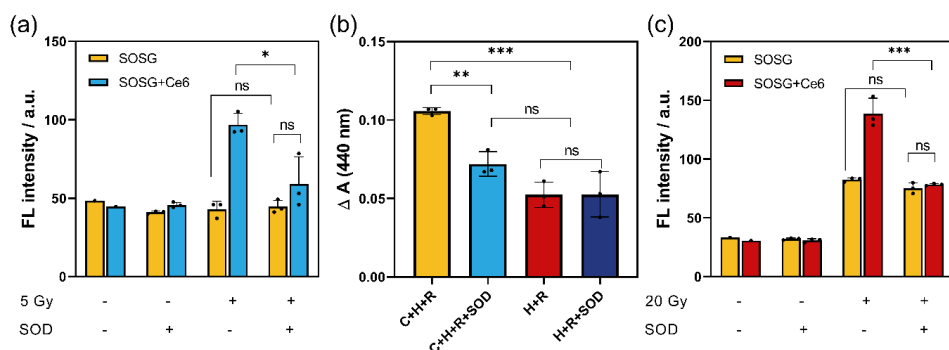 (a)
FL intensity / a.u.
150
100
50
0
SOSG
SOSG+Ce6
*
ns
ns
5 Gy - - + +
SOD - + - +
(b)
Δ A (440 nm)
0.15
0.10
0.05
0.00
***
**
ns
ns
C+H+R
C+H+R+SOD
H+R
H+R+SOD
(c)
FL intensity / a.u.
200
150
100
50
0
SOSG
SOSG+Ce6
***
ns
ns
20 Gy - - + +
SOD - + - +